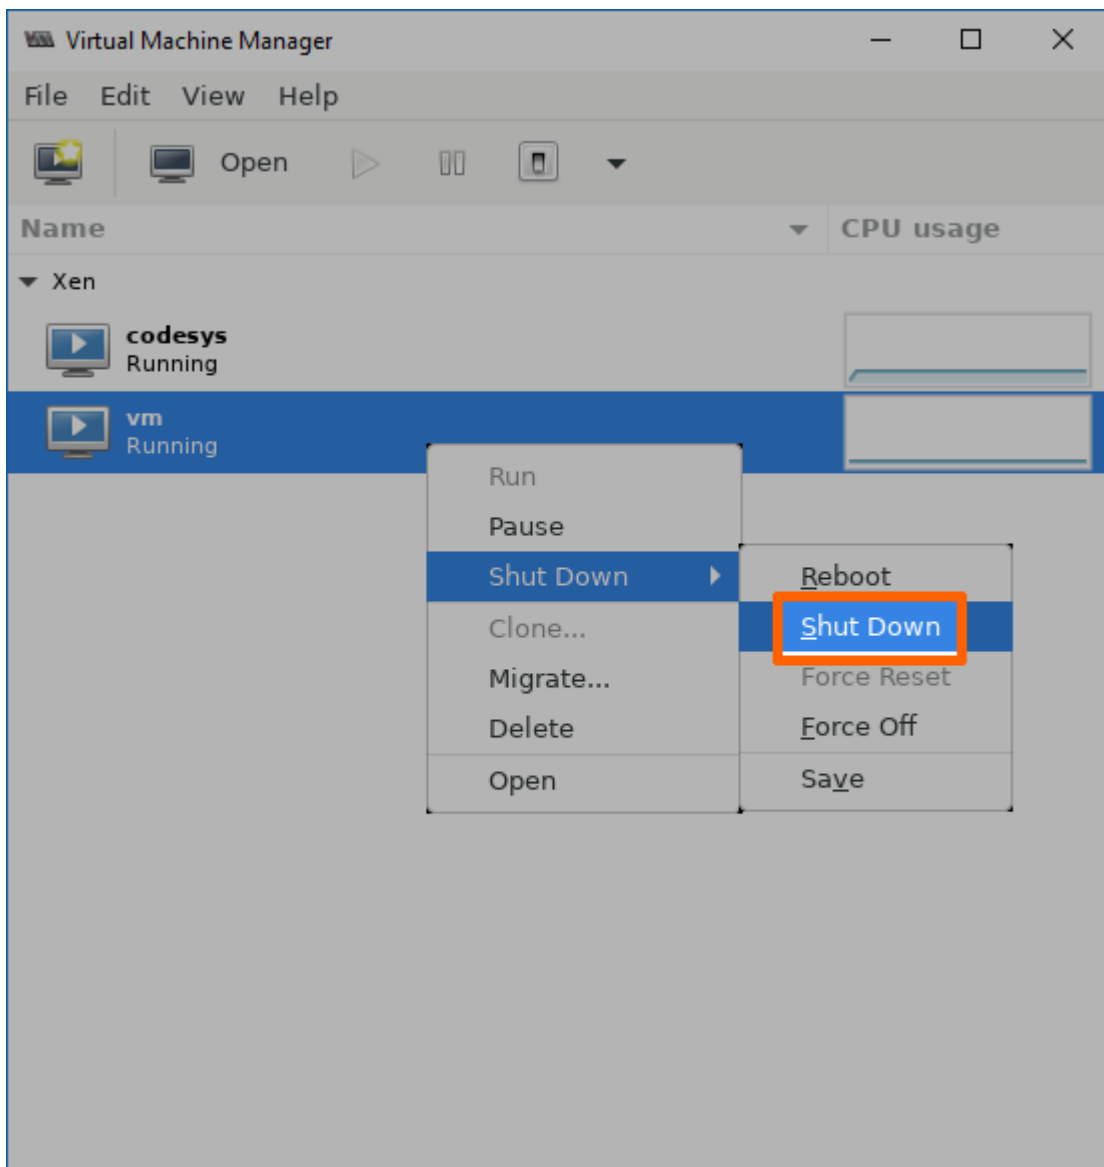 Virtual Machine Manager
File Edit View Help
Open
Name CPU usage
Xen
codesys
Running
vm
Running
Run
Pause
Shut Down
Clone...
Migrate...
Delete
Open
Reboot
Shut Down
Force Reset
Force Off
Save